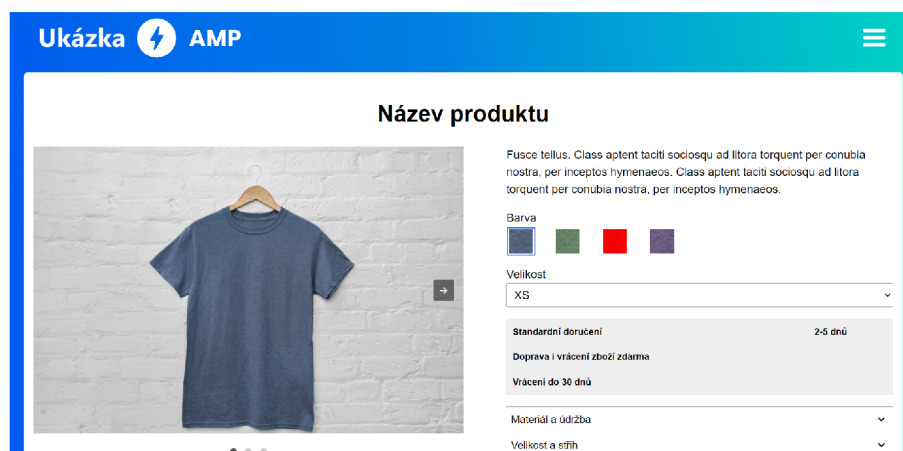 Ukázka AMP
Název produktu
Fusce tellus. Class aptent taciti sociosqu ad litora torquent per conubia
nostra, per inceptos hymenaeos. Class aptent taciti sociosqu ad litora
torquent per conubia nostra, per inceptos hymenaeos.
Barva
Velikost
XS
Standardní doručení 2-5 dnů
Doprava i vrácení zboží zdarma
Vrácení do 30 dnů
Materiál a údržba
Velikost a střih